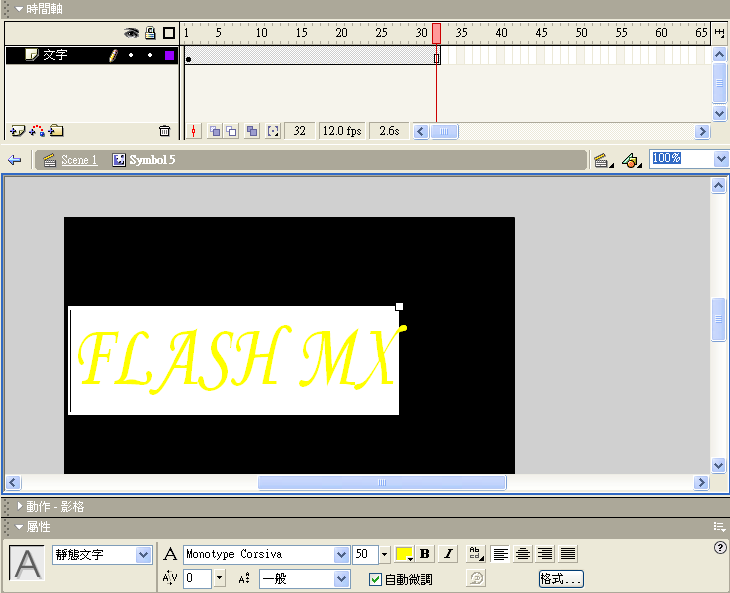 時間軸
1 5 10 15 20 25 30 35 40 45 50 55 60 65
文字
32 12.0 fps 2.6s
Scene 1 Symbol 5 100%
FLASH MX
動作 - 影格
屬性
A 靜態文字 A Monotype Corsiva 50 B I Ab cd
A\V 0 一般 自動微調 格式...